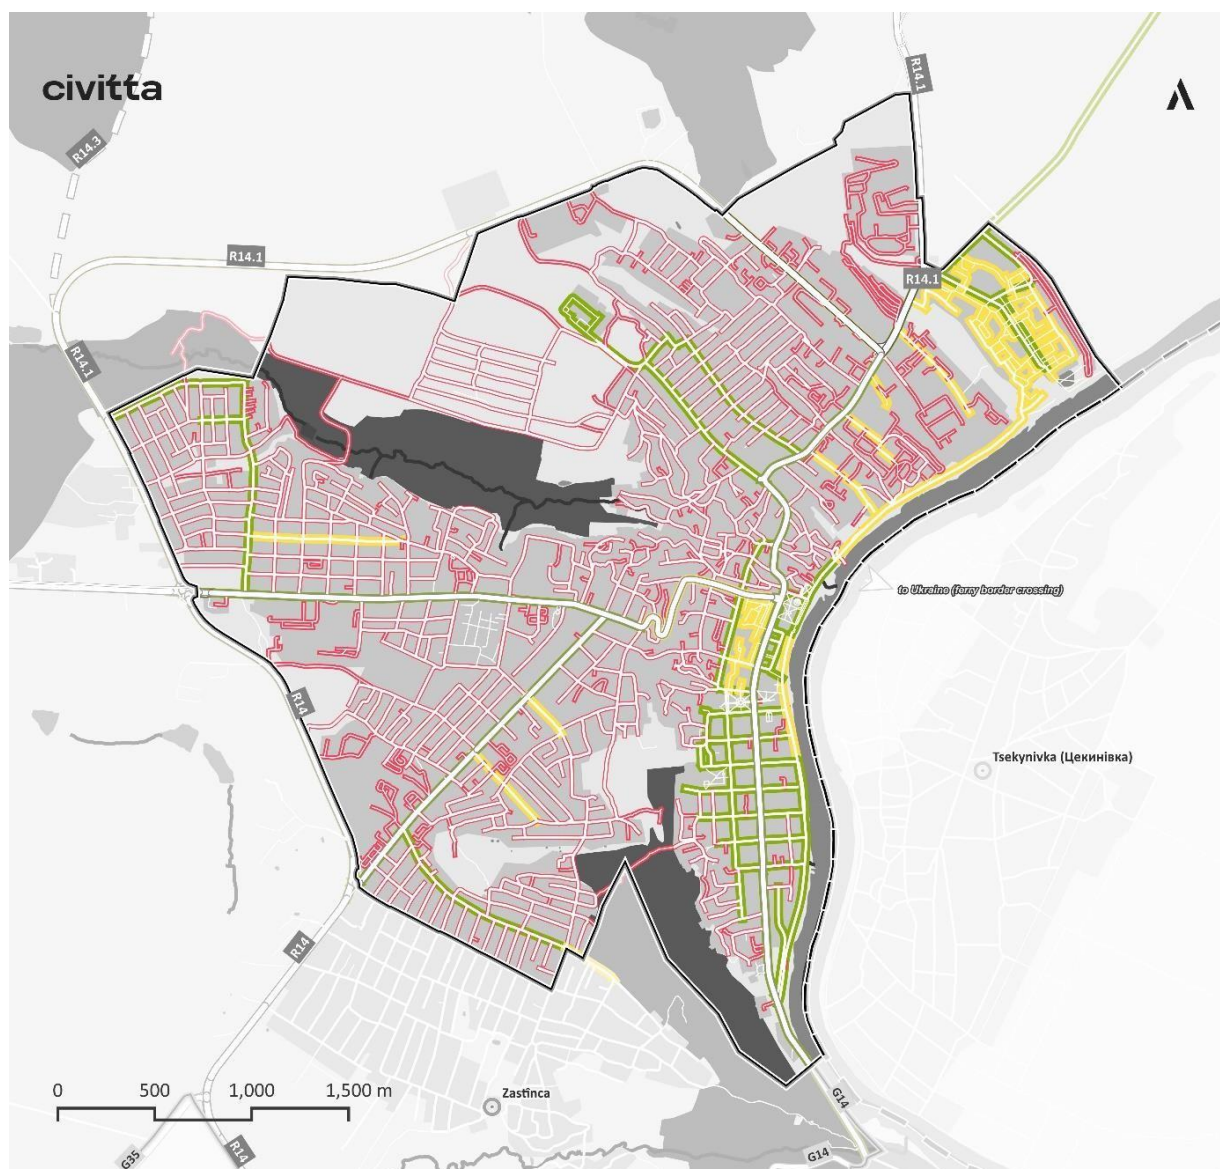 civitta
R14.1
R14.3
R14.1
R14.1
R14.1
to Ukraine (ferry border crossing)
R14
Tsekynivka (Цекинівка)
R14
0 500 1,000 1,500 m
Zastînca
G14
G35
R14
G14